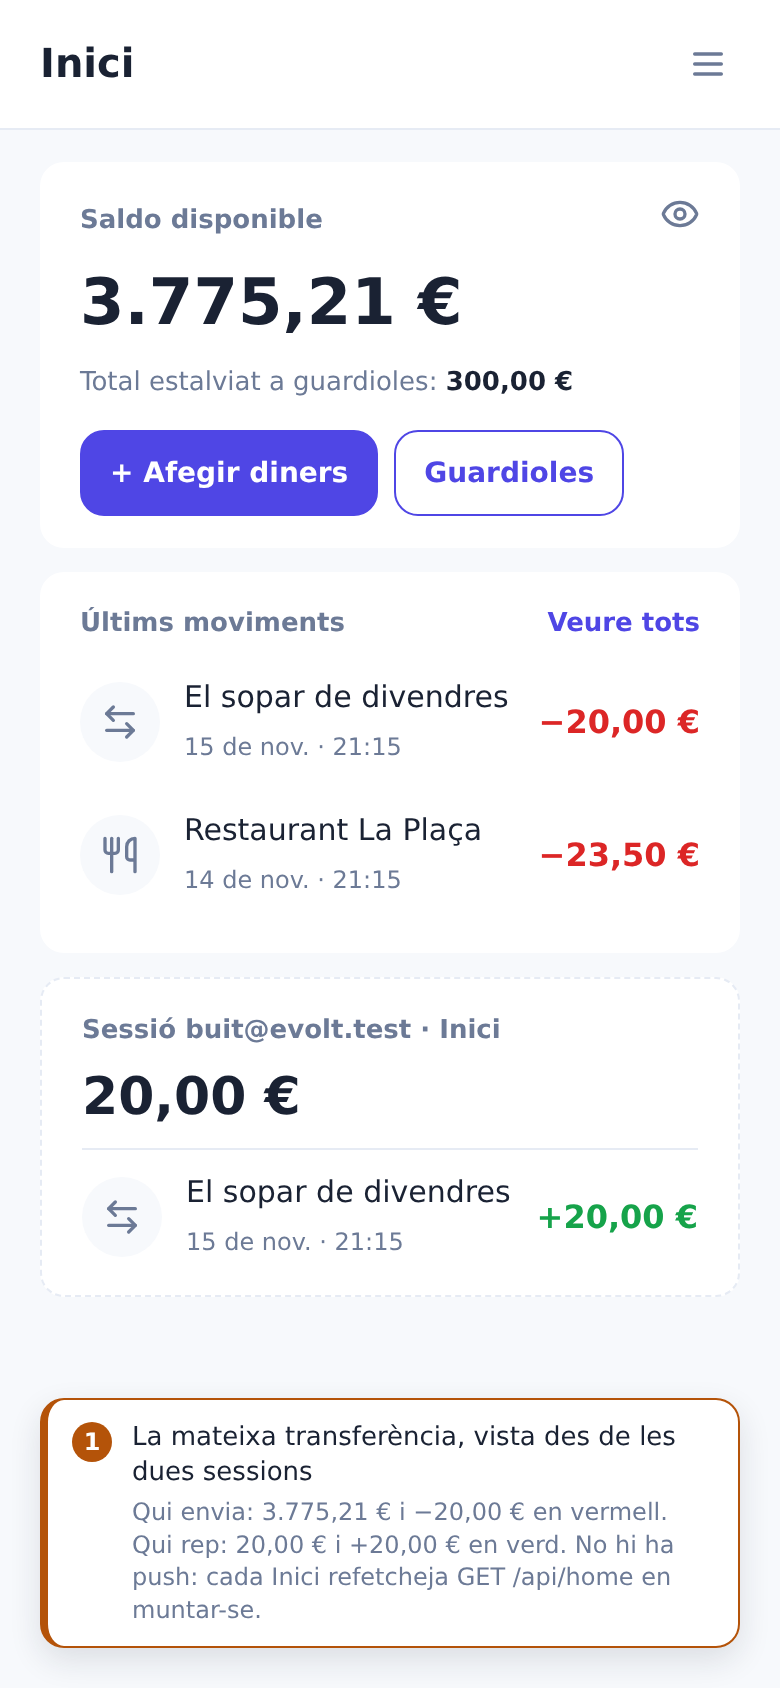 Inici
Saldo disponible
3.775,21 €
Total estalviat a guardioles: 300,00 €
+ Afegir diners
Guardioles
Últims moviments
Veure tots
El sopar de divendres
15 de nov. · 21:15
−20,00 €
Restaurant La Plaça
14 de nov. · 21:15
−23,50 €
Sessió buit@evolt.test · Inici
20,00 €
El sopar de divendres
15 de nov. · 21:15
+20,00 €
1
La mateixa transferència, vista des de les
dues sessions
Qui envia: 3.775,21 € i −20,00 € en vermell.
Qui rep: 20,00 € i +20,00 € en verd. No hi ha
push: cada Inici refetcheja GET /api/home en
muntar-se.